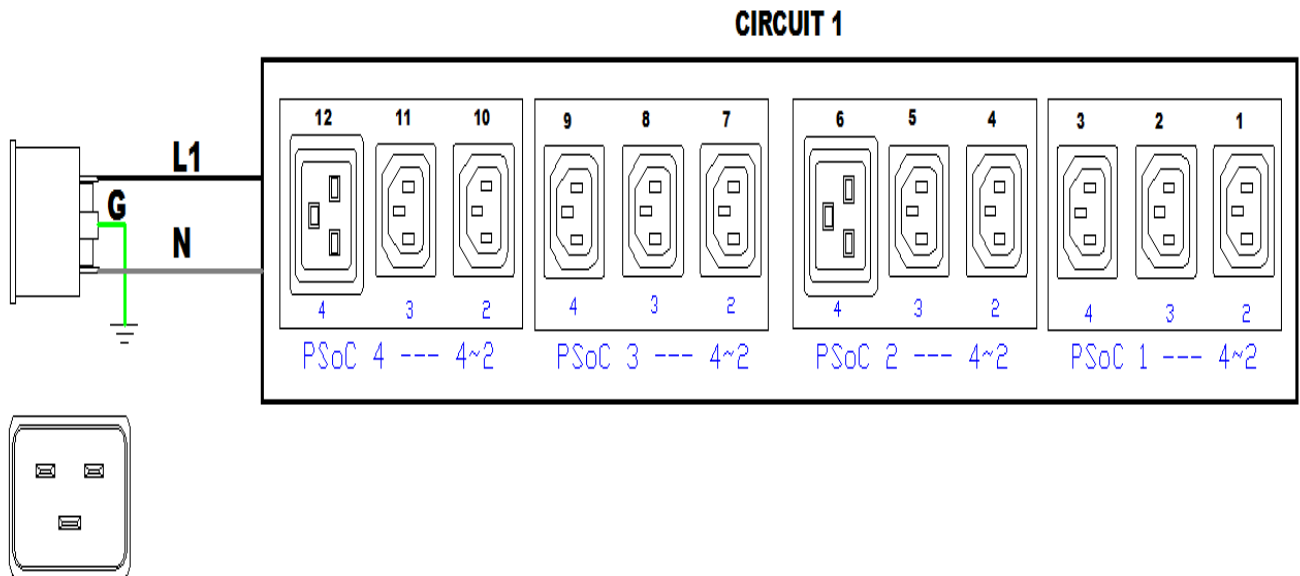 CIRCUIT 1
12 11 10 9 8 7 6 5 4 3 2 1
L1
G
N
4 3 2 4 3 2 4 3 2 4 3 2
PSoC 4 --- 4~2 PSoC 3 --- 4~2 PSoC 2 --- 4~2 PSoC 1 --- 4~2